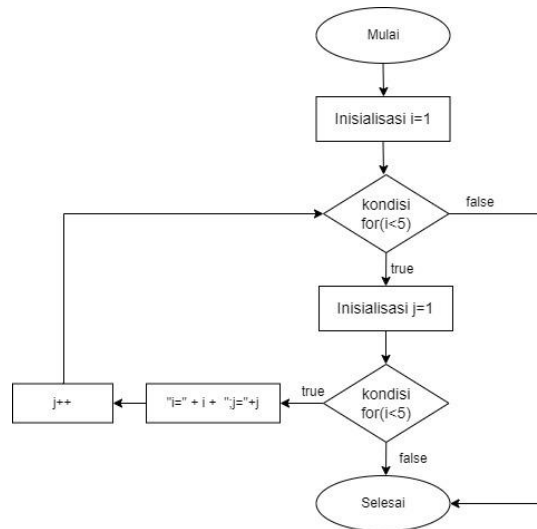 Mulai
Inisialisasi i=1
kondisi
for(i<5)
false
true
Inisialisasi j=1
j++
"i=" + i + ";j="+j
true
kondisi
for(i<5)
false
Selesai